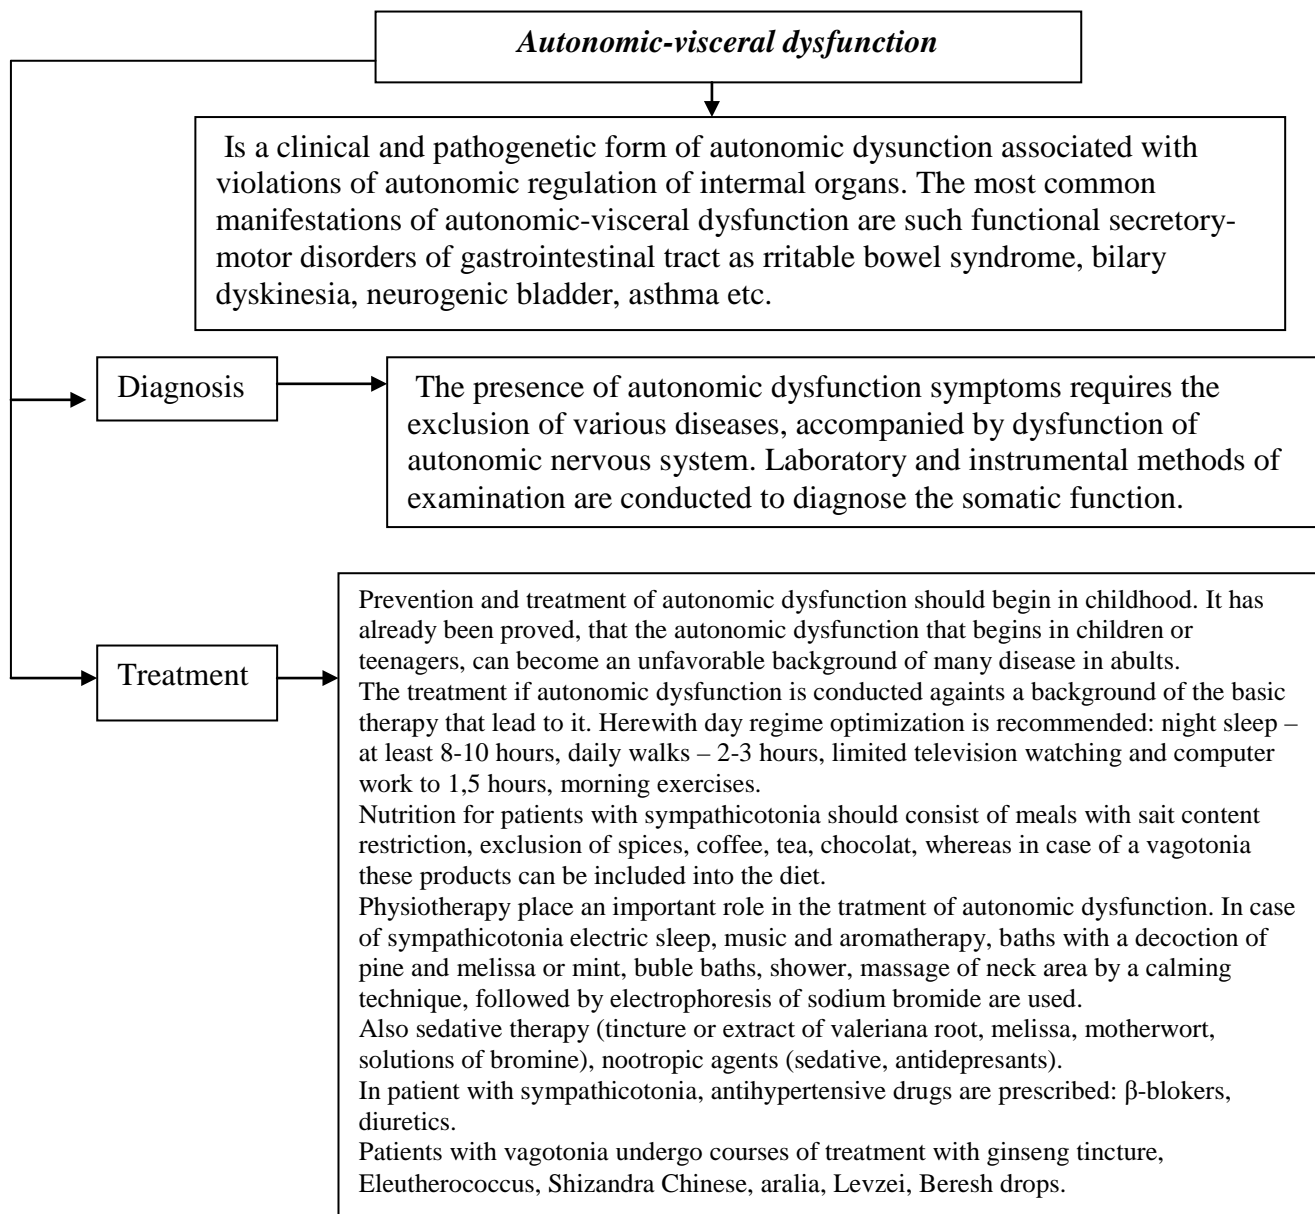 Autonomic-visceral dysfunction
Is a clinical and pathogenetic form of autonomic dysunction associated with
violations of autonomic regulation of intermal organs. The most common
manifestations of autonomic-visceral dysfunction are such functional secretory-
motor disorders of gastrointestinal tract as rritable bowel syndrome, bilary
dyskinesia, neurogenic bladder, asthma etc.
Diagnosis
The presence of autonomic dysfunction symptoms requires the
exclusion of various diseases, accompanied by dysfunction of
autonomic nervous system. Laboratory and instrumental methods of
examination are conducted to diagnose the somatic function.
Treatment
Prevention and treatment of autonomic dysfunction should begin in childhood. It has
already been proved, that the autonomic dysfunction that begins in children or
teenagers, can become an unfavorable background of many disease in abults.
The treatment if autonomic dysfunction is conducted againts a background of the basic
therapy that lead to it. Herewith day regime optimization is recommended: night sleep –
at least 8-10 hours, daily walks – 2-3 hours, limited television watching and computer
work to 1,5 hours, morning exercises.
Nutrition for patients with sympathicotonia should consist of meals with sait content
restriction, exclusion of spices, coffee, tea, chocolat, whereas in case of a vagotonia
these products can be included into the diet.
Physiotherapy place an important role in the tratment of autonomic dysfunction. In case
of sympathicotonia electric sleep, music and aromatherapy, baths with a decoction of
pine and melissa or mint, buble baths, shower, massage of neck area by a calming
technique, followed by electrophoresis of sodium bromide are used.
Also sedative therapy (tincture or extract of valeriana root, melissa, motherwort,
solutions of bromine), nootropic agents (sedative, antidepresants).
In patient with sympathicotonia, antihypertensive drugs are prescribed: β-blokers,
diuretics.
Patients with vagotonia undergo courses of treatment with ginseng tincture,
Eleutherococcus, Shizandra Chinese, aralia, Levzei, Beresh drops.